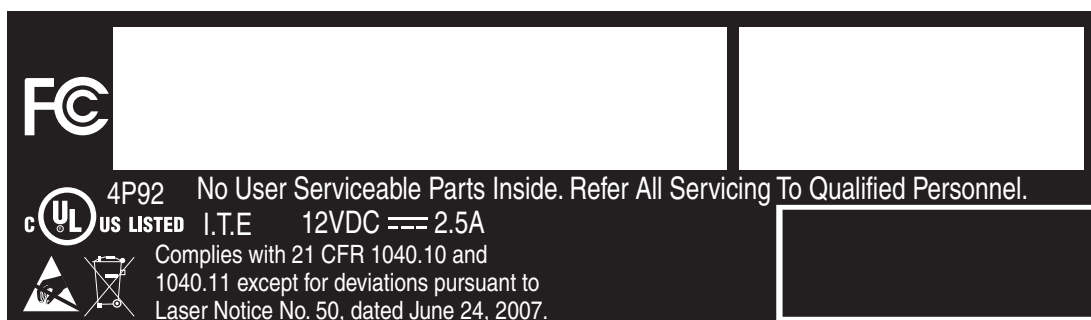 FC
4P92 No User Serviceable Parts Inside. Refer All Servicing To Qualified Personnel.
C UL ® US LISTED I.T.E 12VDC 2.5A
Complies with 21 CFR 1040.10 and
1040.11 except for deviations pursuant to
Laser Notice No. 50, dated June 24, 2007.